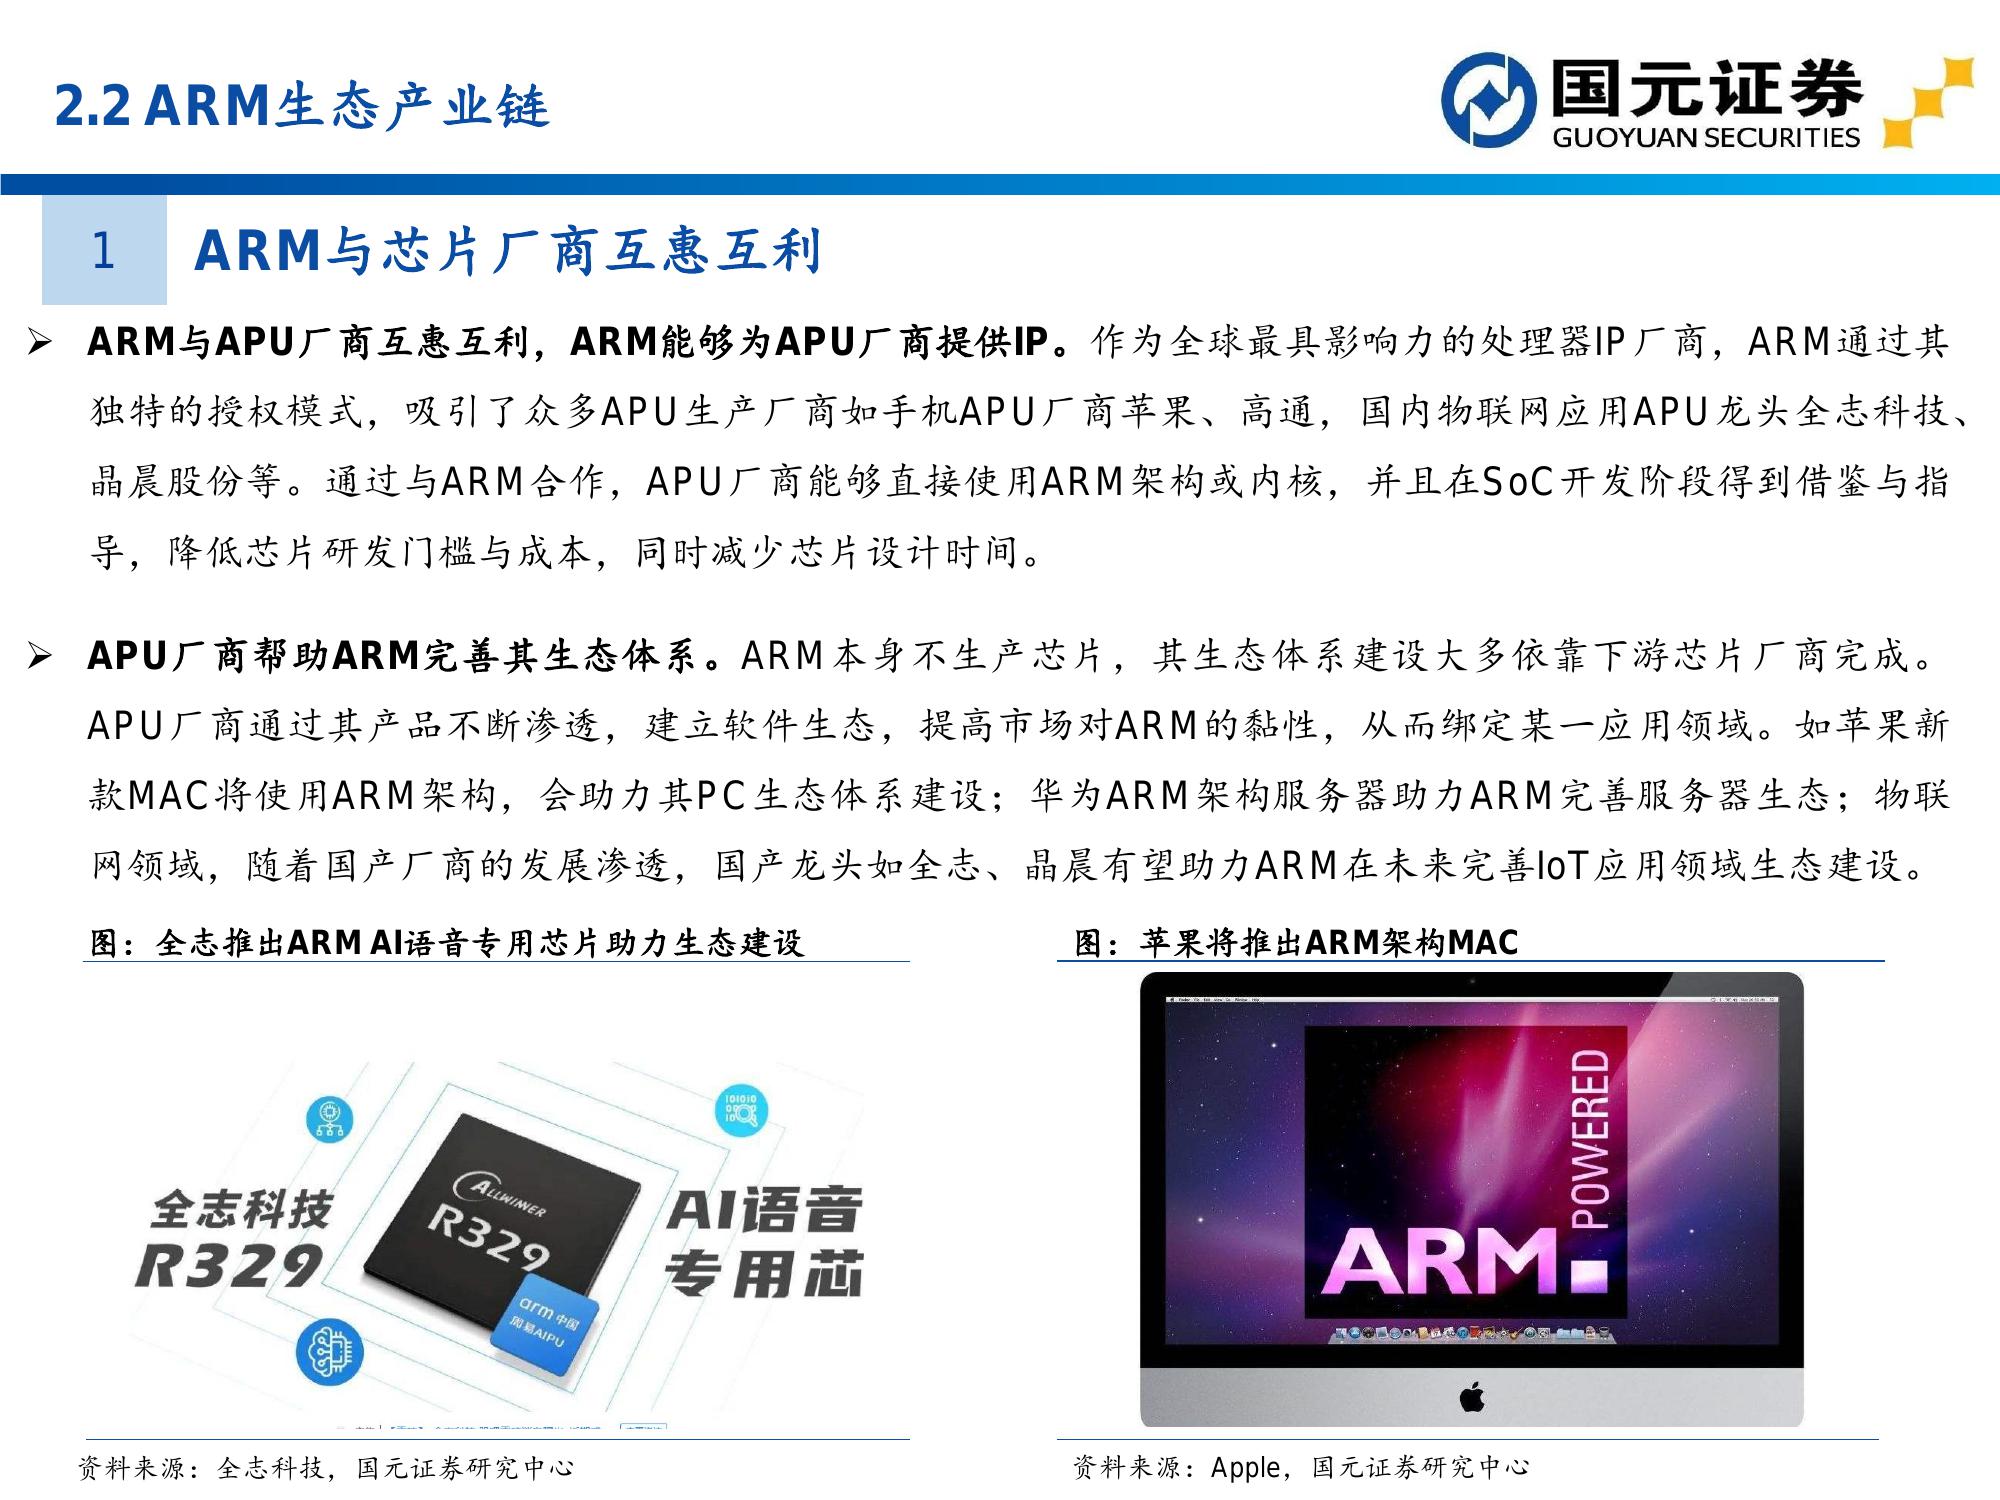 2.2 ARM生态产业链
国元证券
GUOYUAN SECURITIES
1
ARM与芯片厂商互惠互利
➢ ARM与APU厂商互惠互利，ARM能够为APU厂商提供IP。作为全球最具影响力的处理器IP厂商，ARM通过其
独特的授权模式，吸引了众多APU生产厂商如手机APU厂商苹果、高通，国内物联网应用APU龙头全志科技、
晶晨股份等。通过与ARM合作，APU厂商能够直接使用ARM架构或内核，并且在SoC开发阶段得到借鉴与指
导，降低芯片研发门槛与成本，同时减少芯片设计时间。
➢ APU厂商帮助ARM完善其生态体系。ARM本身不生产芯片，其生态体系建设大多依靠下游芯片厂商完成。
APU厂商通过其产品不断渗透，建立软件生态，提高市场对ARM的黏性，从而绑定某一应用领域。如苹果新
款MAC将使用ARM架构，会助力其PC生态体系建设；华为ARM架构服务器助力ARM完善服务器生态；物联
网领域，随着国产厂商的发展渗透，国产龙头如全志、晶晨有望助力ARM在未来完善IoT应用领域生态建设。
图：全志推出ARM AI语音专用芯片助力生态建设
全志科技
R329
ALLWINNER
R329
arm 中国
周易AIPU
AI语音
专用芯
资料来源：全志科技，国元证券研究中心
图：苹果将推出ARM架构MAC
ARM
POWERED
资料来源：Apple，国元证券研究中心